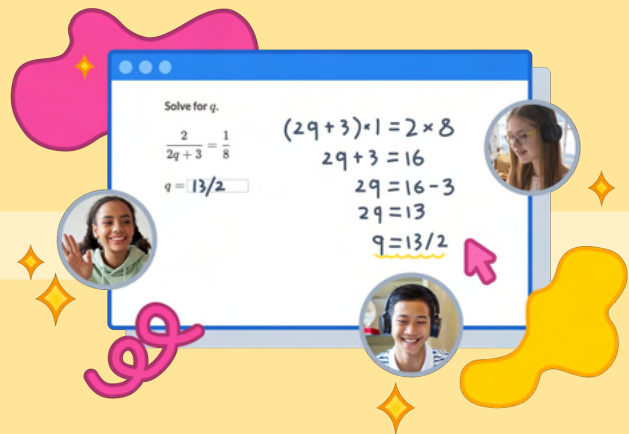 Solve for q.
2/(2q + 3) = 1/8
q = 13/2
(2q+3)×1=2×8
2q+3=16
2q=16-3
2q=13
q=13/2